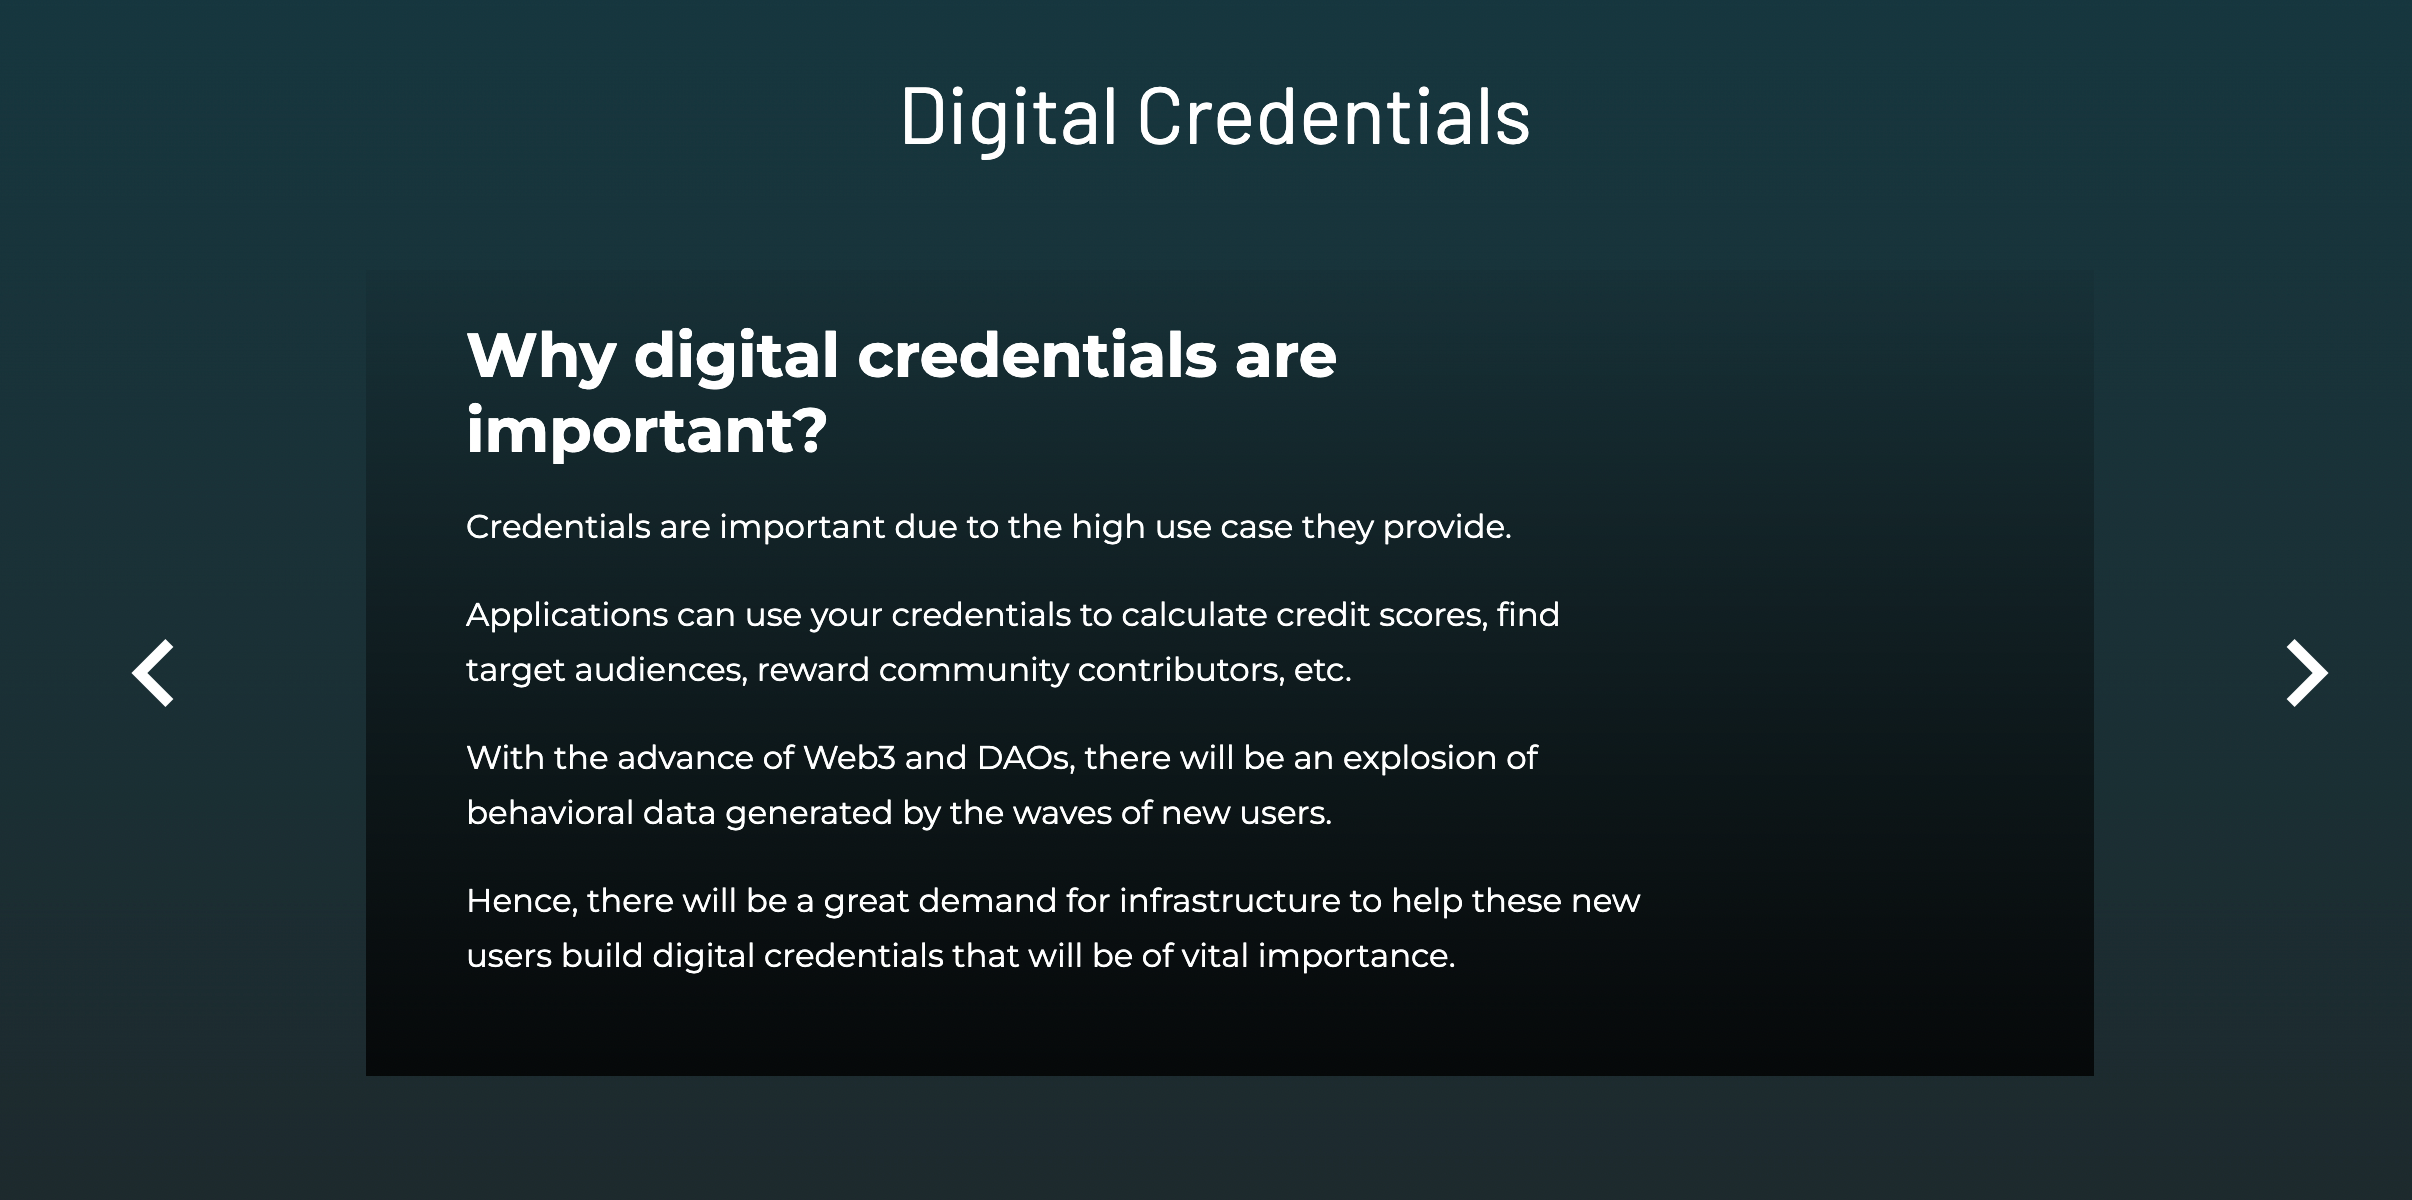 Digital Credentials
Why digital credentials are
important?
Credentials are important due to the high use case they provide.
Applications can use your credentials to calculate credit scores, find
target audiences, reward community contributors, etc.
With the advance of Web3 and DAOs, there will be an explosion of
behavioral data generated by the waves of new users.
Hence, there will be a great demand for infrastructure to help these new
users build digital credentials that will be of vital importance.